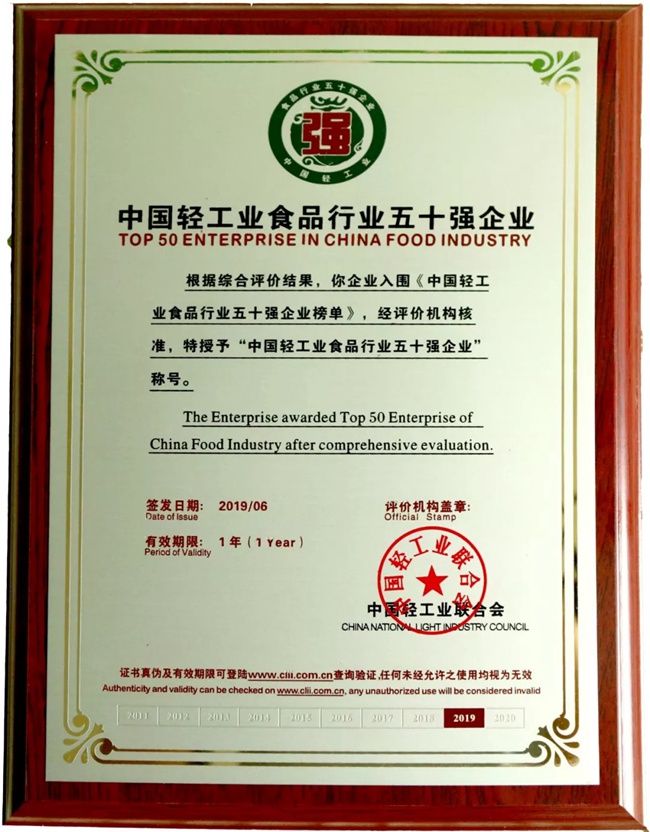 食品行业五十强企业
强
中国轻工业
中国轻工业食品行业五十强企业
TOP 50 ENTERPRISE IN CHINA FOOD INDUSTRY
根据综合评价结果，你企业入围《中国轻工
业食品行业五十强企业榜单》，经评价机构核
准，特授予“中国轻工业食品行业五十强企业”
称号。
The Enterprise awarded Top 50 Enterprise of
China Food Industry after comprehensive evaluation.
签发日期： 2019/06
Date of Issue
评价机构盖章：
Official Stamp
有效期限： 1 年（1 Year）
Period of Validity
中国轻工业联合会
中国轻工业联合会
CHINA NATIONAL LIGHT INDUSTRY COUNCIL
证书真伪及有效期限可登陆www.clii.com.cn查询验证,任何未经允许之使用均视为无效
Authenticity and validity can be checked on www.clii.com.cn, any unauthorized use will be considered invalid
2011 2012 2013 2014 2015 2016 2017 2018 2019 2020